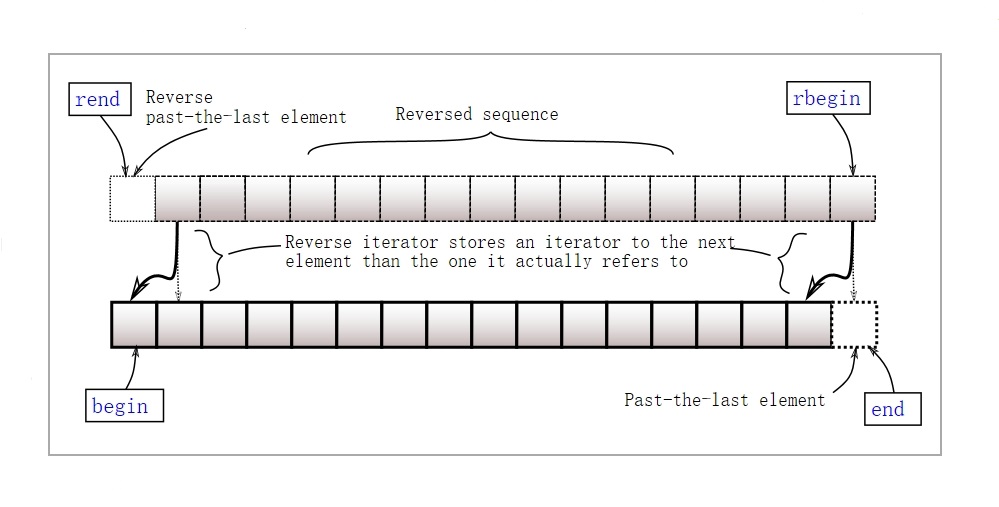 rend
Reverse
past-the-last element
Reversed sequence
rbegin
Reverse iterator stores an iterator to the next
element than the one it actually refers to
begin
Past-the-last element
end